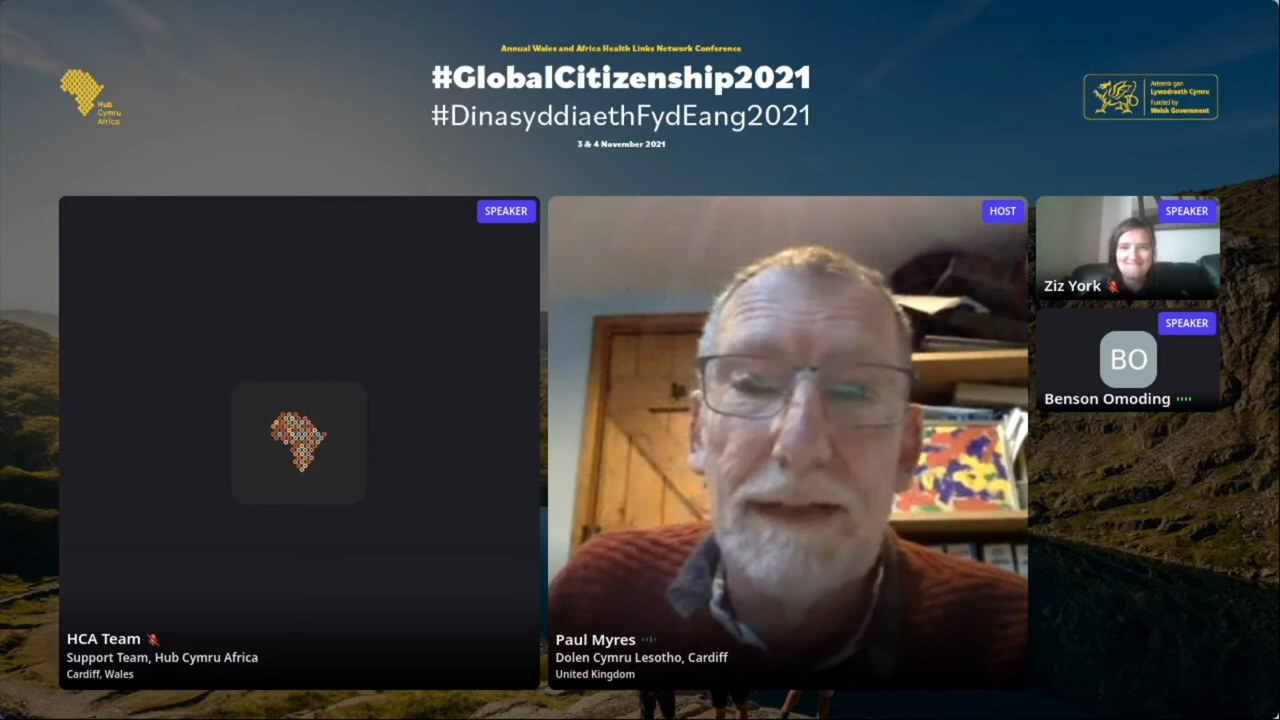 Annual Wales and Africa Health Links Network Conference
#GlobalCitizenship2021
#DinasyddiaethFydEang2021
3 & 4 November 2021
Hub
Cymru
Africa
Ariennir gan
Lywodraeth Cymru
Funded by
Welsh Government
SPEAKER
HCA Team
Support Team, Hub Cymru Africa
Cardiff, Wales
HOST
Paul Myres
Dolen Cymru Lesotho, Cardiff
United Kingdom
SPEAKER
Ziz York
SPEAKER
BO
Benson Omoding